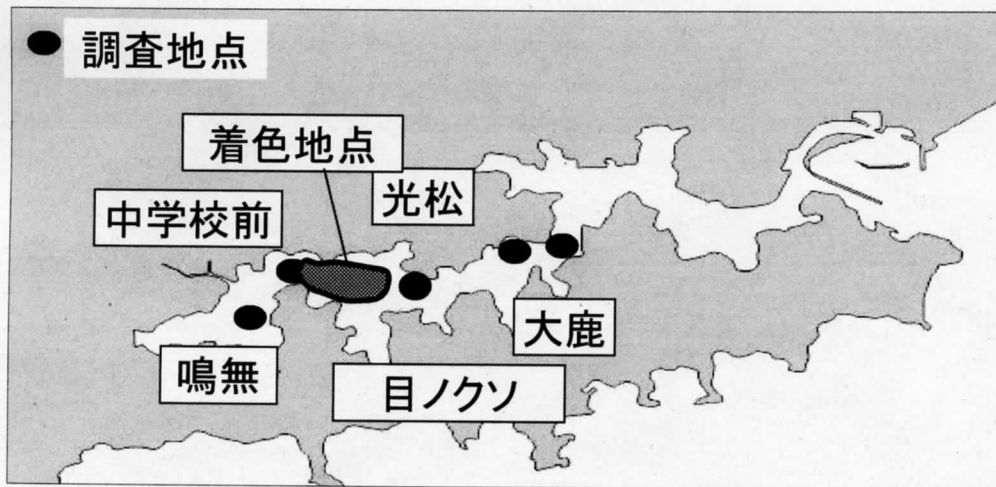 調査地点
着色地点
光松
中学校前
大鹿
鳴無
目ノクソ